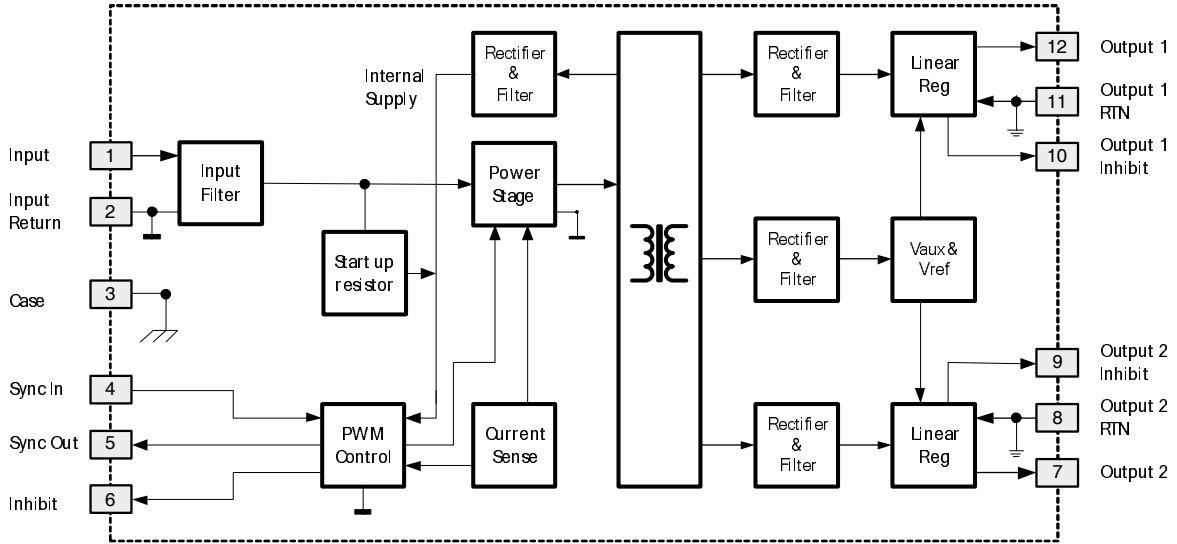 Rectifier
&
Filter
Rectifier
&
Filter
Linear
Reg
12
Output 1
Internal
Supply
11
Output 1
RTN
Input
1
Input
Filter
Power
Stage
10
Output 1
Inhibit
Input
Return
2
Start up
resistor
Rectifier
&
Filter
Vaux &
Vref
Case
3
Sync In
4
9
Output 2
Inhibit
Sync Out
5
PWM
Control
Current
Sense
Rectifier
&
Filter
Linear
Reg
8
Output 2
RTN
Inhibit
6
7
Output 2